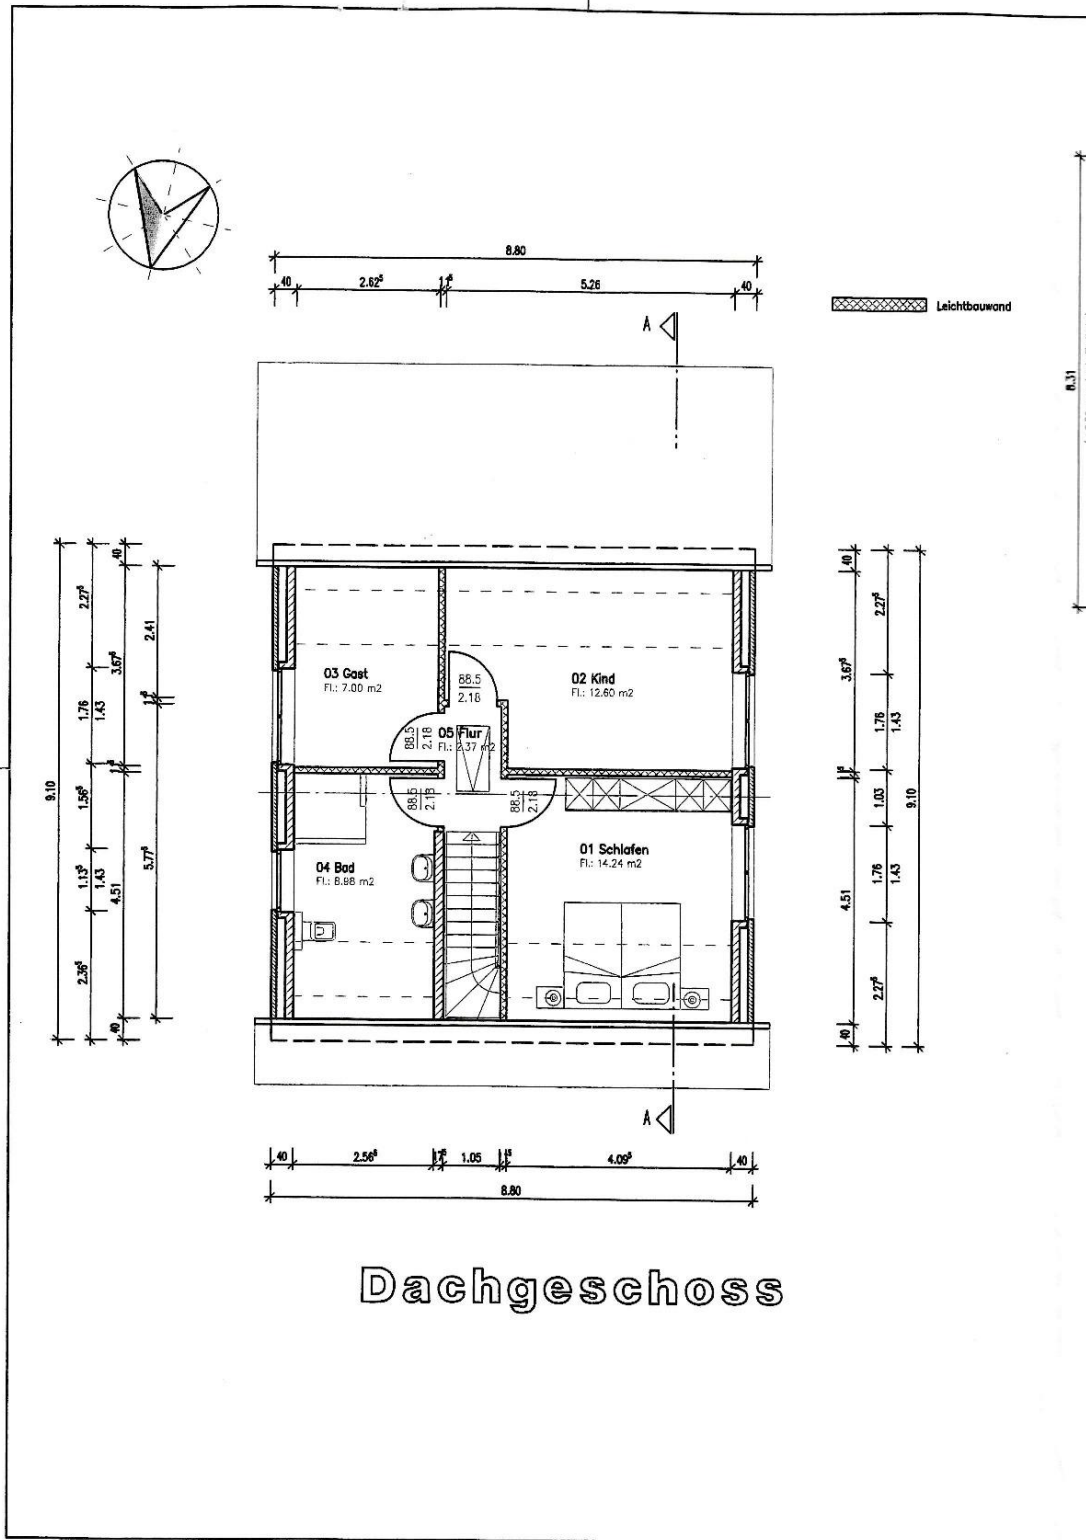 8.80
40 2.62⁵ 11⁵ 5.26 40
A
Leichtbauwand
8.31
9.10
2.27⁵ 1.76 1.43 1.56⁵ 1.13⁵ 1.43 2.36⁵
40 3.67⁵ 4.51 40
2.41 5.77⁵
03 Gast
Fl.: 7.00 m2
88.5
2.18
02 Kind
Fl.: 12.60 m2
88.5
2.18
05 Flur
Fl.: 2.37 m2
88.5
2.18
88.5
2.18
04 Bad
Fl.: 8.88 m2
01 Schlafen
Fl.: 14.24 m2
40 3.67⁵ 4.51 40
2.27⁵ 1.76 1.43 1.03 1.76 1.43 2.27⁵
9.10
A
40 2.56⁵ 17⁵ 1.05 4.09⁵ 40
8.80
Dachgeschoss